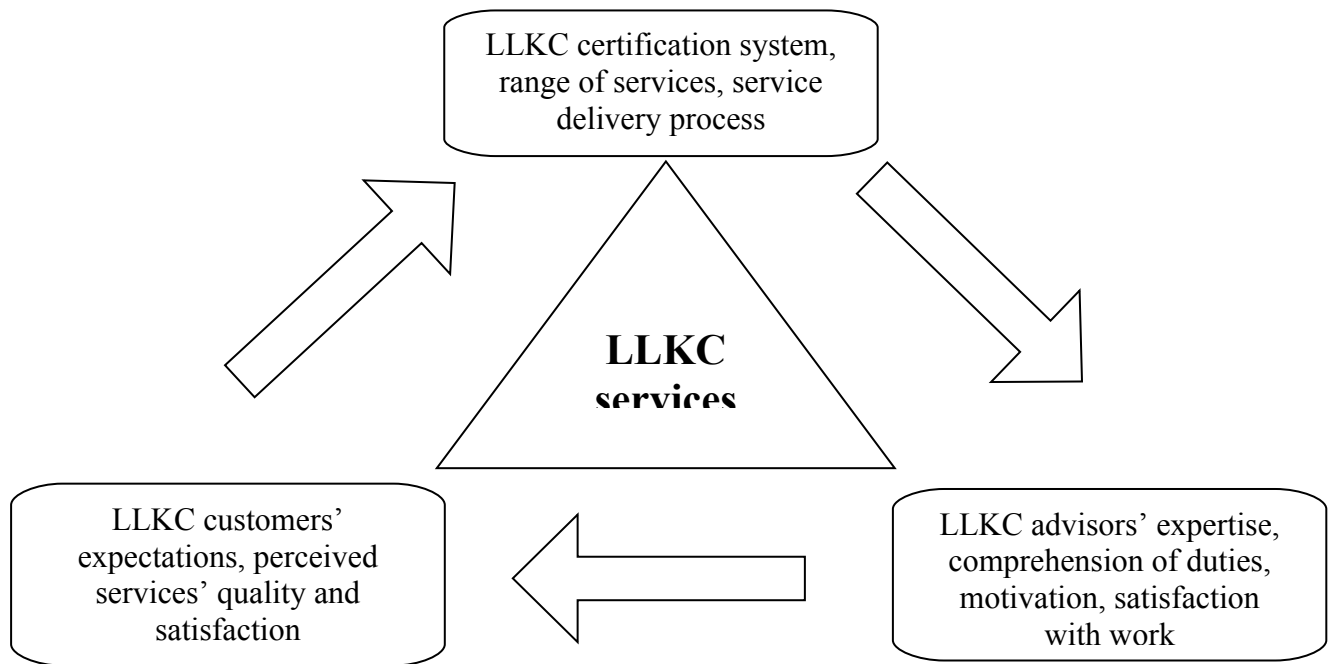 LLKC certification system,
range of services, service
delivery process
LLKC
services
LLKC customers’
expectations, perceived
services’ quality and
satisfaction
LLKC advisors’ expertise,
comprehension of duties,
motivation, satisfaction
with work